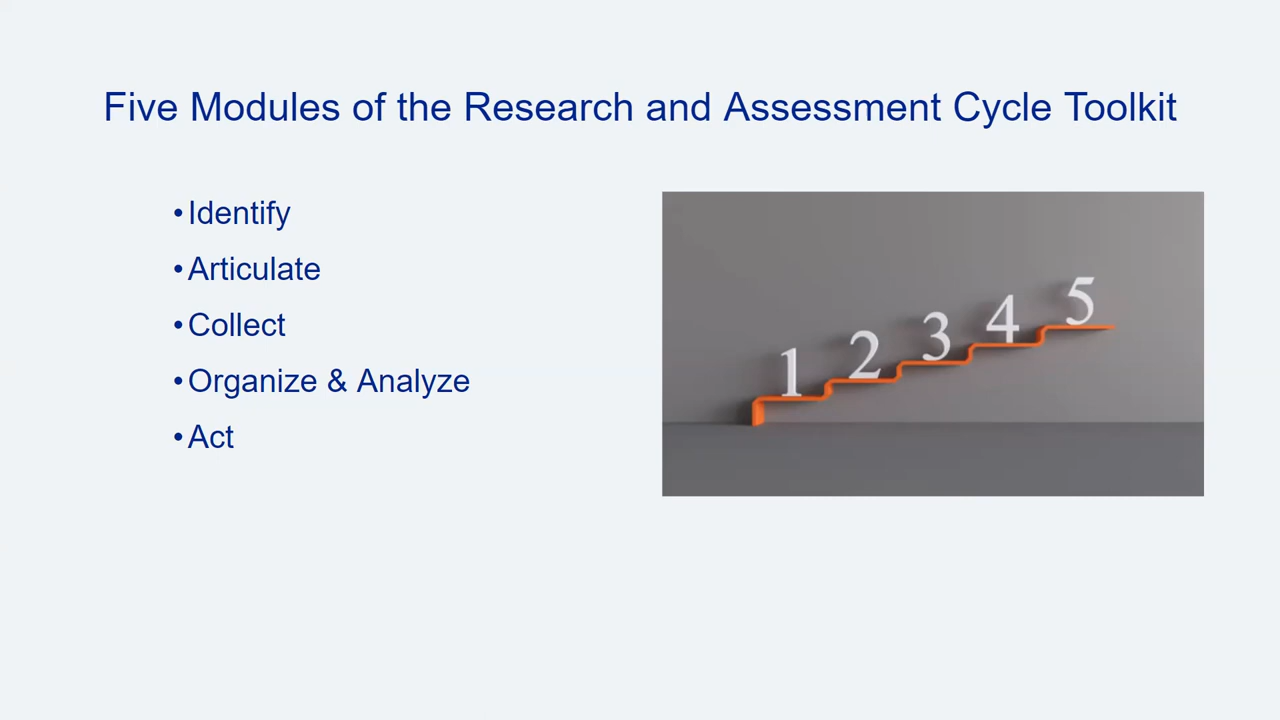 Five Modules of the Research and Assessment Cycle Toolkit
•Identify
•Articulate
•Collect
•Organize & Analyze
•Act
1 2 3 4 5